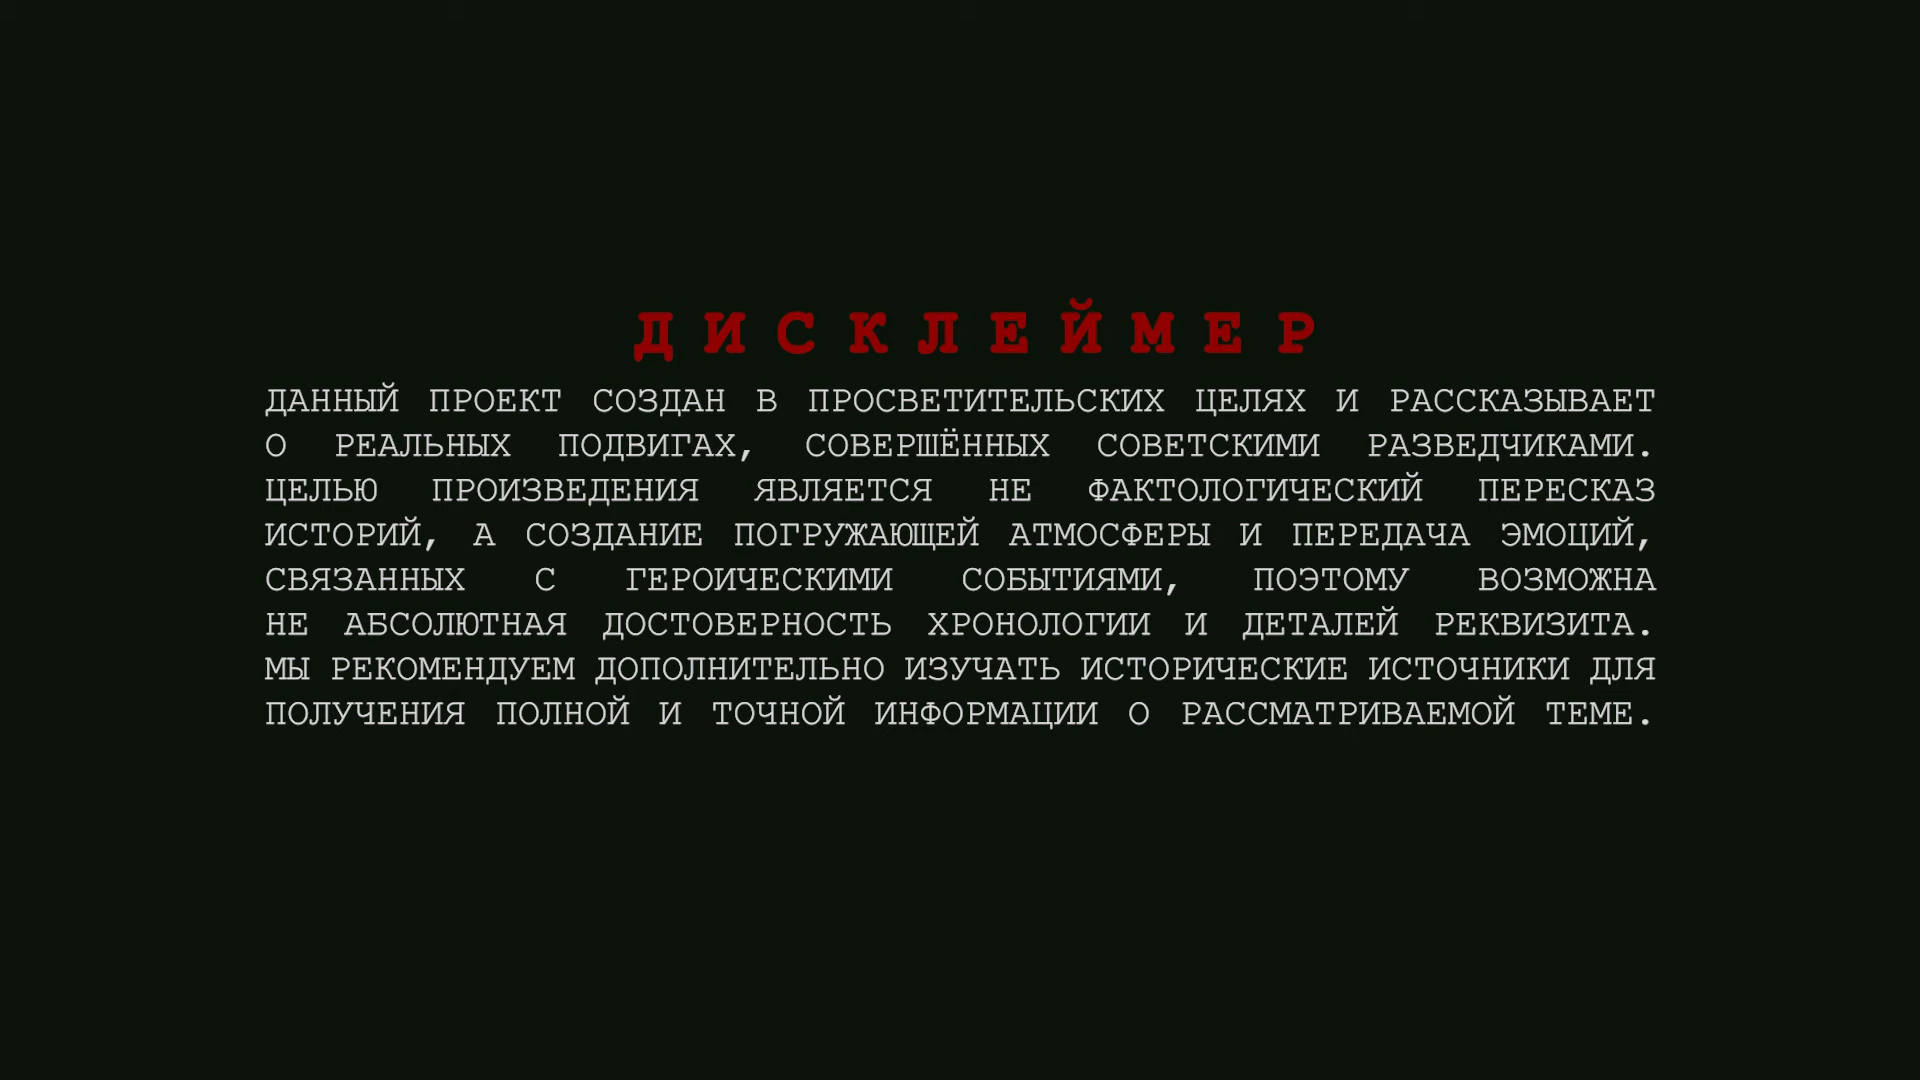 ДИСКЛЕЙМЕР
ДАННЫЙ ПРОЕКТ СОЗДАН В ПРОСВЕТИТЕЛЬСКИХ ЦЕЛЯХ И РАССКАЗЫВАЕТ
О РЕАЛЬНЫХ ПОДВИГАХ, СОВЕРШЁННЫХ СОВЕТСКИМИ РАЗВЕДЧИКАМИ.
ЦЕЛЬЮ ПРОИЗВЕДЕНИЯ ЯВЛЯЕТСЯ НЕ ФАКТОЛОГИЧЕСКИЙ ПЕРЕСКАЗ
ИСТОРИЙ, А СОЗДАНИЕ ПОГРУЖАЮЩЕЙ АТМОСФЕРЫ И ПЕРЕДАЧА ЭМОЦИЙ,
СВЯЗАННЫХ С ГЕРОИЧЕСКИМИ СОБЫТИЯМИ, ПОЭТОМУ ВОЗМОЖНА
НЕ АБСОЛЮТНАЯ ДОСТОВЕРНОСТЬ ХРОНОЛОГИИ И ДЕТАЛЕЙ РЕКВИЗИТА.
МЫ РЕКОМЕНДУЕМ ДОПОЛНИТЕЛЬНО ИЗУЧАТЬ ИСТОРИЧЕСКИЕ ИСТОЧНИКИ ДЛЯ
ПОЛУЧЕНИЯ ПОЛНОЙ И ТОЧНОЙ ИНФОРМАЦИИ О РАССМАТРИВАЕМОЙ ТЕМЕ.